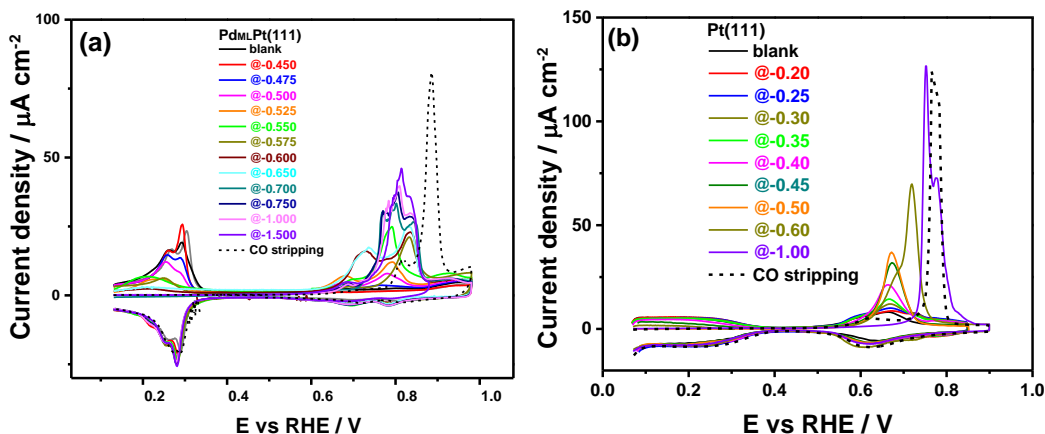 (a)
PdMLPt(111)
blank
@-0.450
@-0.475
@-0.500
@-0.525
@-0.550
@-0.575
@-0.600
@-0.650
@-0.700
@-0.750
@-1.000
@-1.500
CO stripping
100
50
0
Current density / µA cm-2
0.2 0.4 0.6 0.8 1.0
E vs RHE / V
(b)
Pt(111)
blank
@-0.20
@-0.25
@-0.30
@-0.35
@-0.40
@-0.45
@-0.50
@-0.60
@-1.00
CO stripping
150
100
50
0
-50
Current density / µA cm-2
0.0 0.2 0.4 0.6 0.8 1.0
E vs RHE / V